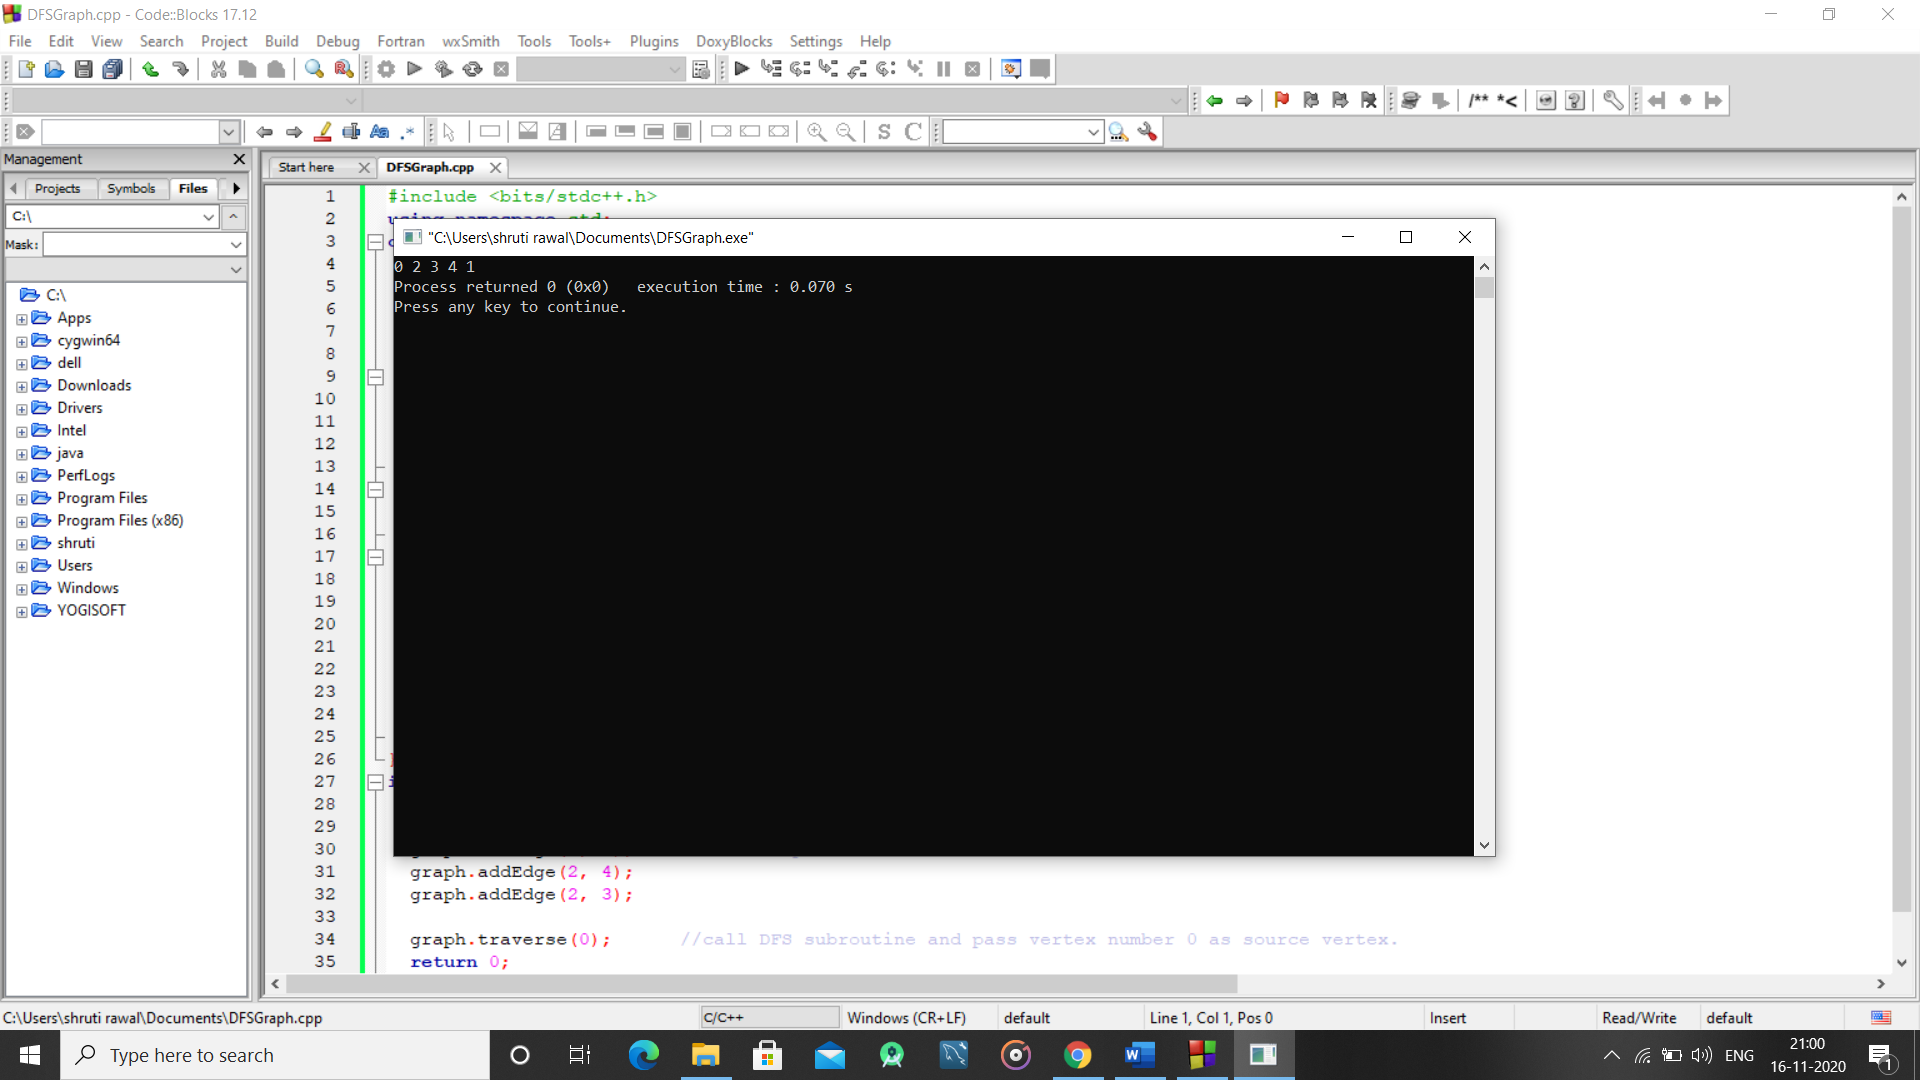 DFSGraph.cpp - Code::Blocks 17.12
File Edit View Search Project Build Debug Fortran wxSmith Tools Tools+ Plugins DoxyBlocks Settings Help
/** *<
Aa .*
S C
Management
Projects Symbols Files
C:\
Mask:
C:\
Apps
cygwin64
dell
Downloads
Drivers
Intel
java
PerfLogs
Program Files
Program Files (x86)
shruti
Users
Windows
YOGISOFT
Start here DFSGraph.cpp
1 #include <bits/stdc++.h>
2 using namespace std;
3
4
5
6
7
8
9
10
11
12
13
14
15
16
17
18
19
20
21
22
23
24
25
26
27
28
29
30
31 graph.addEdge(2, 4);
32 graph.addEdge(2, 3);
33
34 graph.traverse(0); //call DFS subroutine and pass vertex number 0 as source vertex.
35 return 0;
"C:\Users\shruti rawal\Documents\DFSGraph.exe"
0 2 3 4 1
Process returned 0 (0x0) execution time : 0.070 s
Press any key to continue.
C:\Users\shruti rawal\Documents\DFSGraph.cpp C/C++ Windows (CR+LF) default Line 1, Col 1, Pos 0 Insert Read/Write default
Type here to search
ENG
21:00
16-11-2020
1